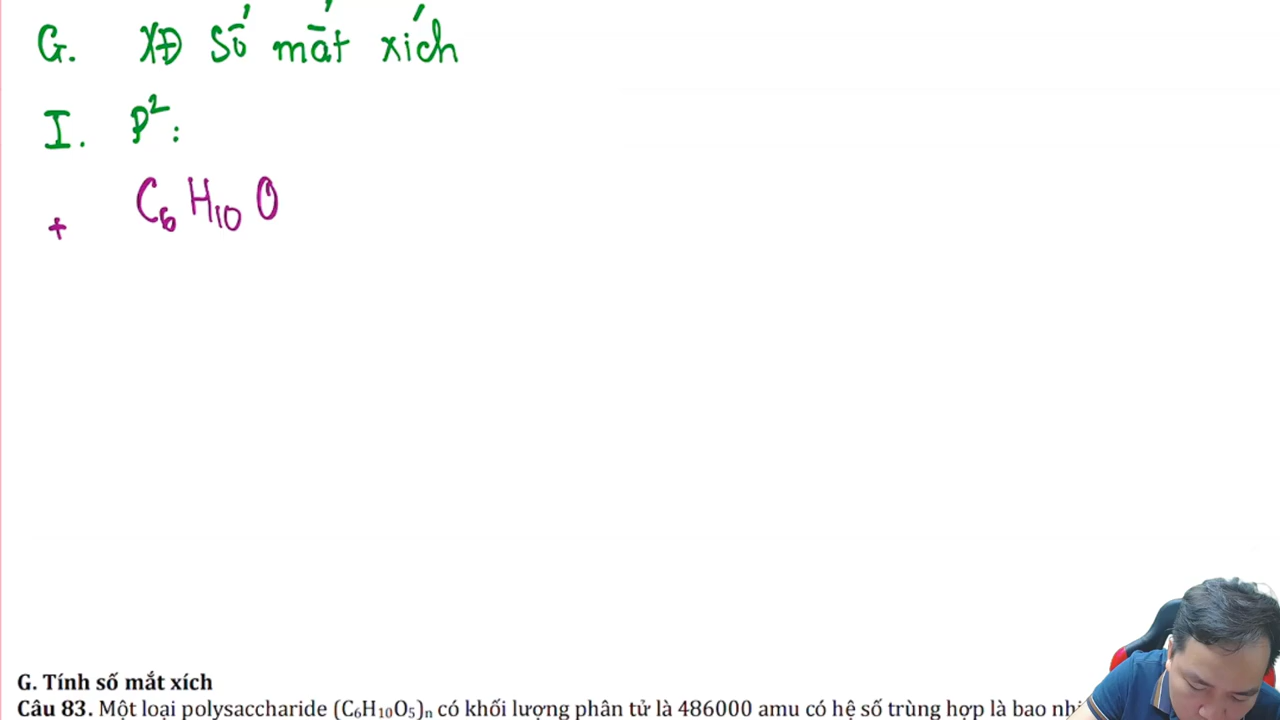 G. XĐ số mắt xích
I. P²:
+ C₆H₁₀O
G. Tính số mắt xích
Câu 83. Một loại polysaccharide (C₆H₁₀O₅)ₙ có khối lượng phân tử là 486000 amu có hệ số trùng hợp là bao